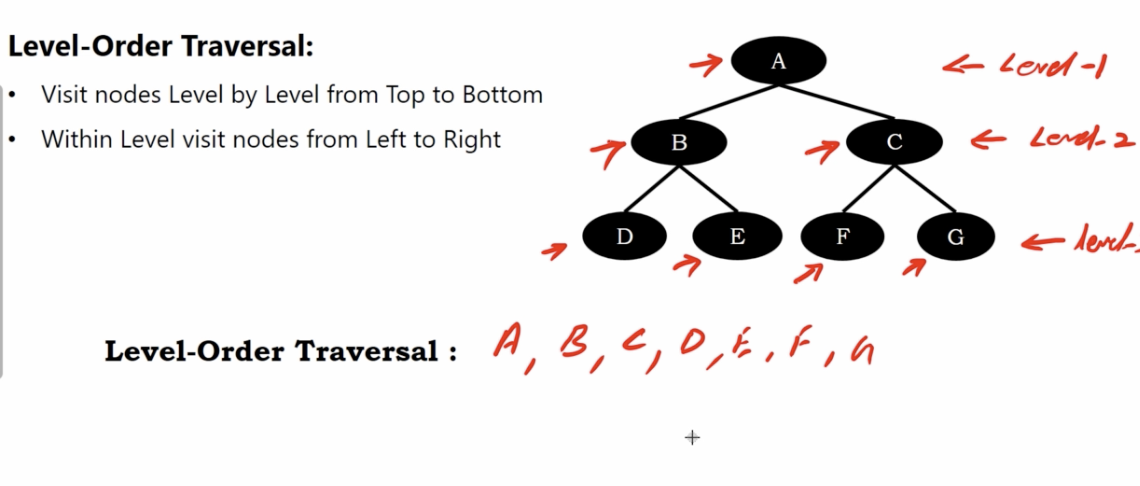 Level-Order Traversal:
• Visit nodes Level by Level from Top to Bottom
• Within Level visit nodes from Left to Right
A
← Level-1
B
C
← Level-2
D
E
F
G
← level-
Level-Order Traversal : A, B, C, D, E, F, G